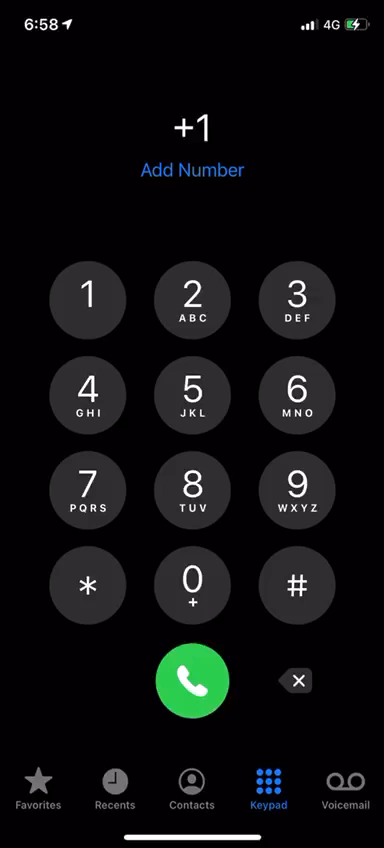 6:58 4G
+1
Add Number
1 2 3
ABC DEF
4 5 6
GHI JKL MNO
7 8 9
PQRS TUV WXYZ
* 0 #
+
Favorites Recents Contacts Keypad Voicemail